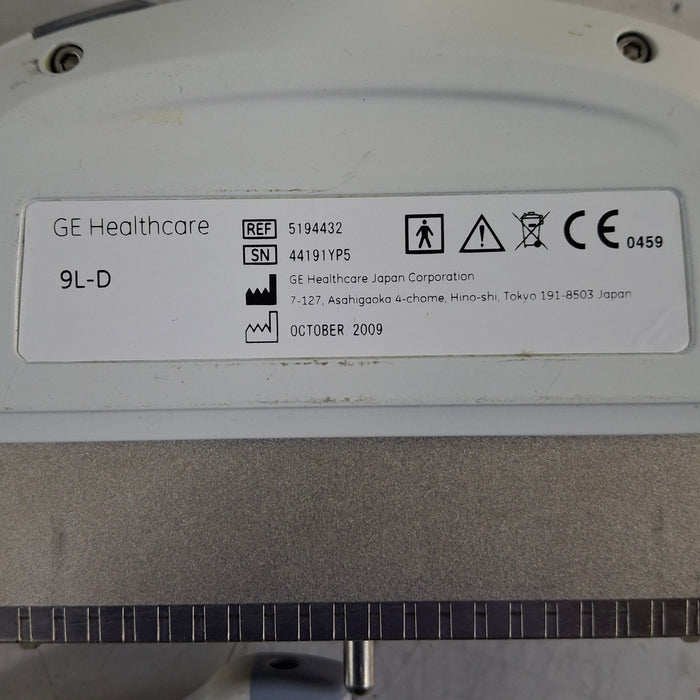 GE Healthcare
9L-D
REF 5194432
SN 44191YP5
GE Healthcare Japan Corporation
7-127, Asahigaoka 4-chome, Hino-shi, Tokyo 191-8503 Japan
OCTOBER 2009
CE 0459